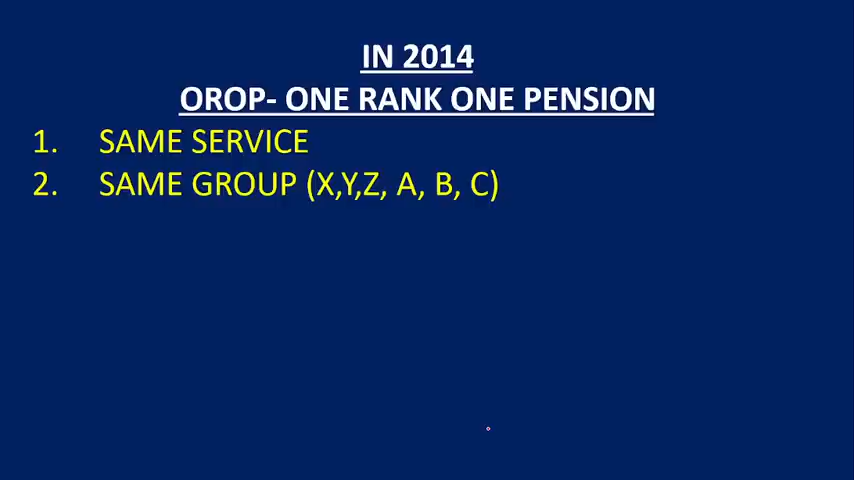 IN 2014
OROP- ONE RANK ONE PENSION
1. SAME SERVICE
2. SAME GROUP (X,Y,Z, A, B, C)